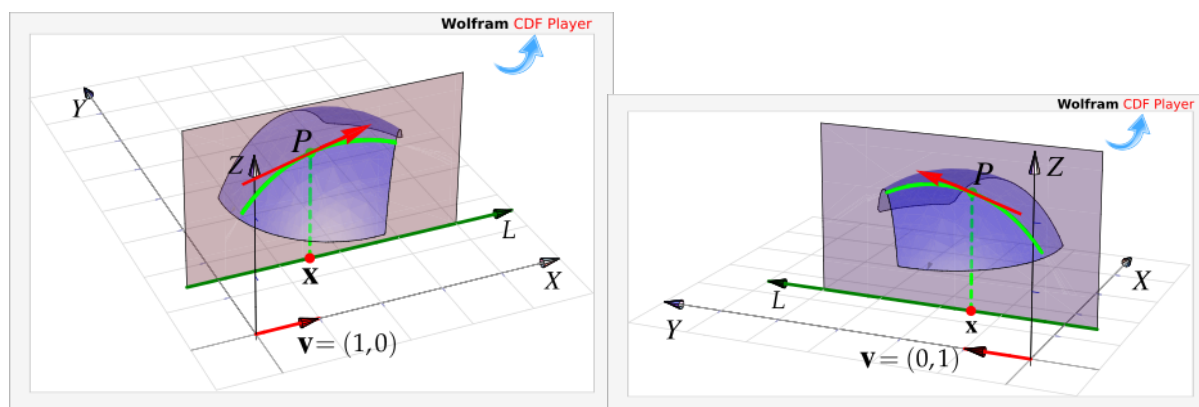 Wolfram CDF Player
Y
P
Z
L
x
X
v = (1,0)
Wolfram CDF Player
P
Z
X
L
Y
x
v = (0,1)